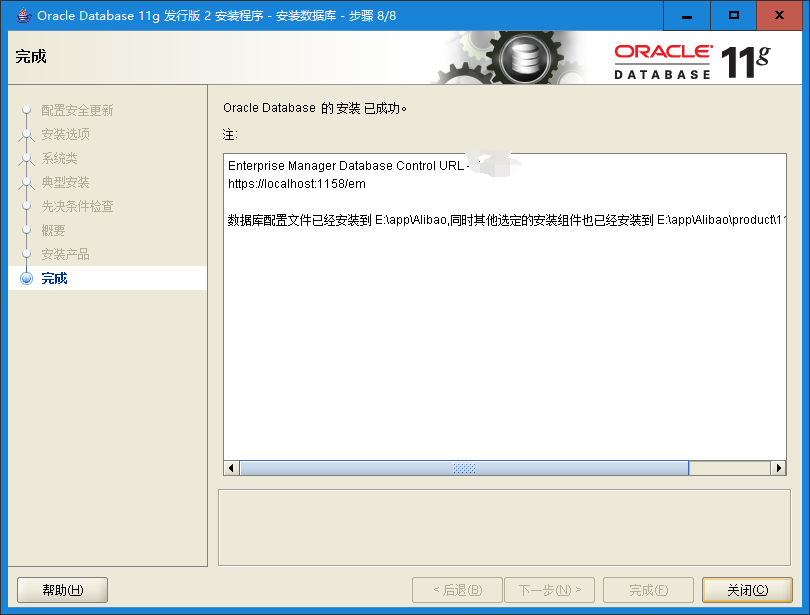 Oracle Database 11g 发行版 2 安装程序 - 安装数据库 - 步骤 8/8
完成
ORACLE
DATABASE
11g
配置安全更新
安装选项
系统类
典型安装
先决条件检查
概要
安装产品
完成
Oracle Database 的 安装 已成功。
注:
Enterprise Manager Database Control URL -
https://localhost:1158/em
数据库配置文件已经安装到 E:\app\Alibao,同时其他选定的安装组件也已经安装到 E:\app\Alibao\product\1
帮助(H)
< 后退(B)
下一步(N) >
完成(F)
关闭(C)